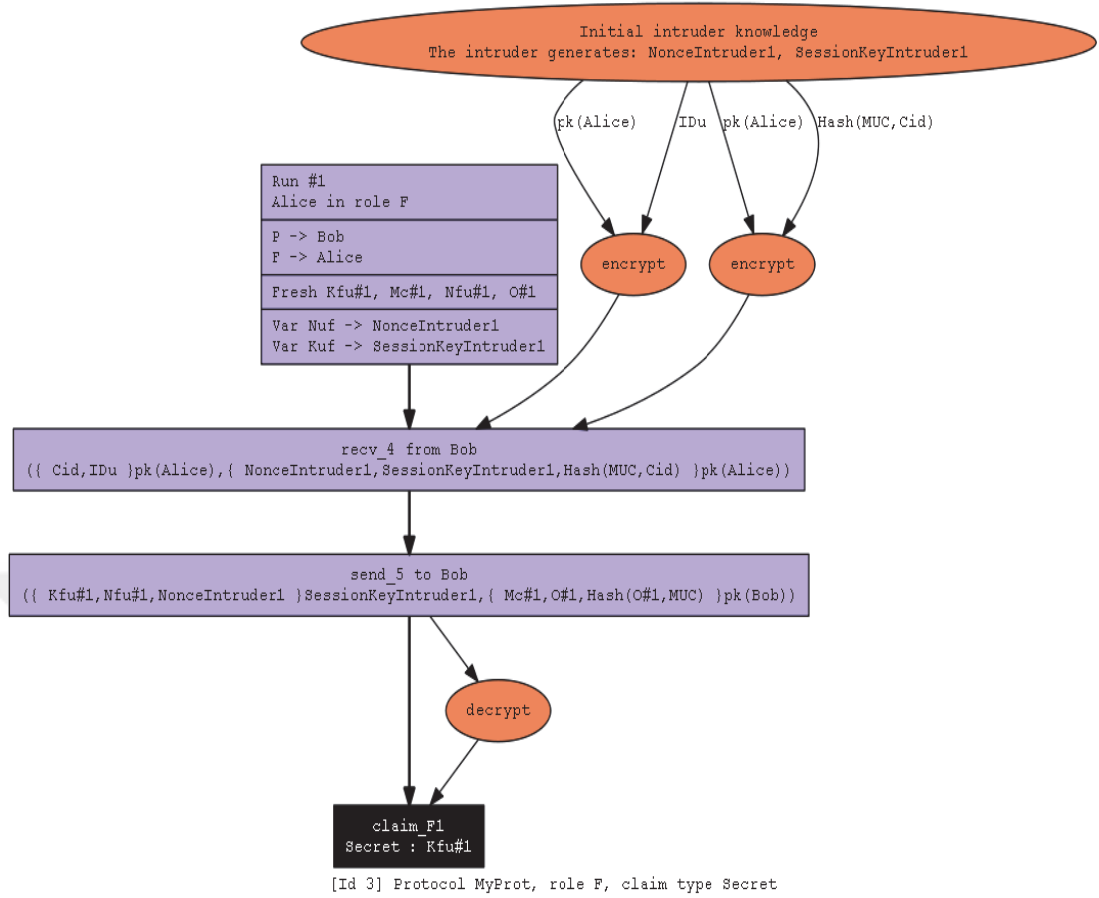 Initial intruder knowledge
The intruder generates: NonceIntruder1, SessionKeyIntruder1
pk(Alice)
IDu
pk(Alice)
Hash(MUC,Cid)
Run #1
Alice in role F
P -> Bob
F -> Alice
Fresh Kfu#1, Mc#1, Nfu#1, O#1
Var Nuf -> NonceIntruder1
Var Kuf -> SessionKeyIntruder1
encrypt
encrypt
recv_4 from Bob
({ Cid,IDu }pk(Alice),{ NonceIntruder1,SessionKeyIntruder1,Hash(MUC,Cid) }pk(Alice))
send_5 to Bob
({ Kfu#1,Nfu#1,NonceIntruder1 }SessionKeyIntruder1,{ Mc#1,O#1,Hash(O#1,MUC) }pk(Bob))
decrypt
claim_F1
Secret : Kfu#1
[Id 3] Protocol MyProt, role F, claim type Secret